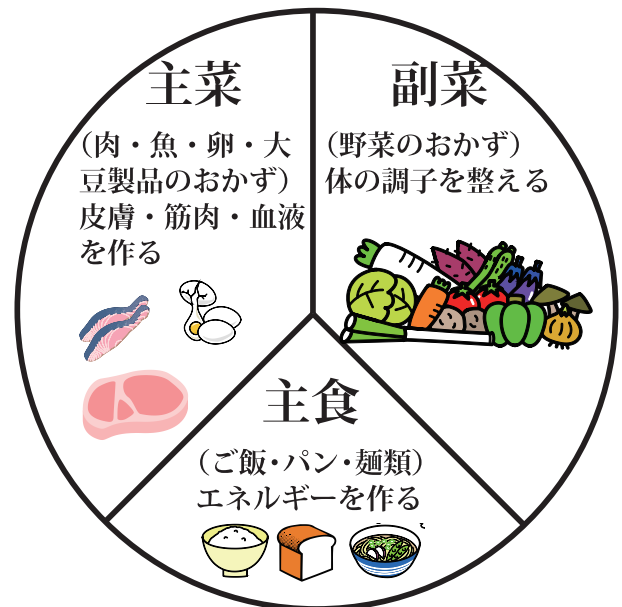 主菜
（肉・魚・卵・大
豆製品のおかず）
皮膚・筋肉・血液
を作る
副菜
（野菜のおかず）
体の調子を整える
主食
（ご飯・パン・麺類）
エネルギーを作る